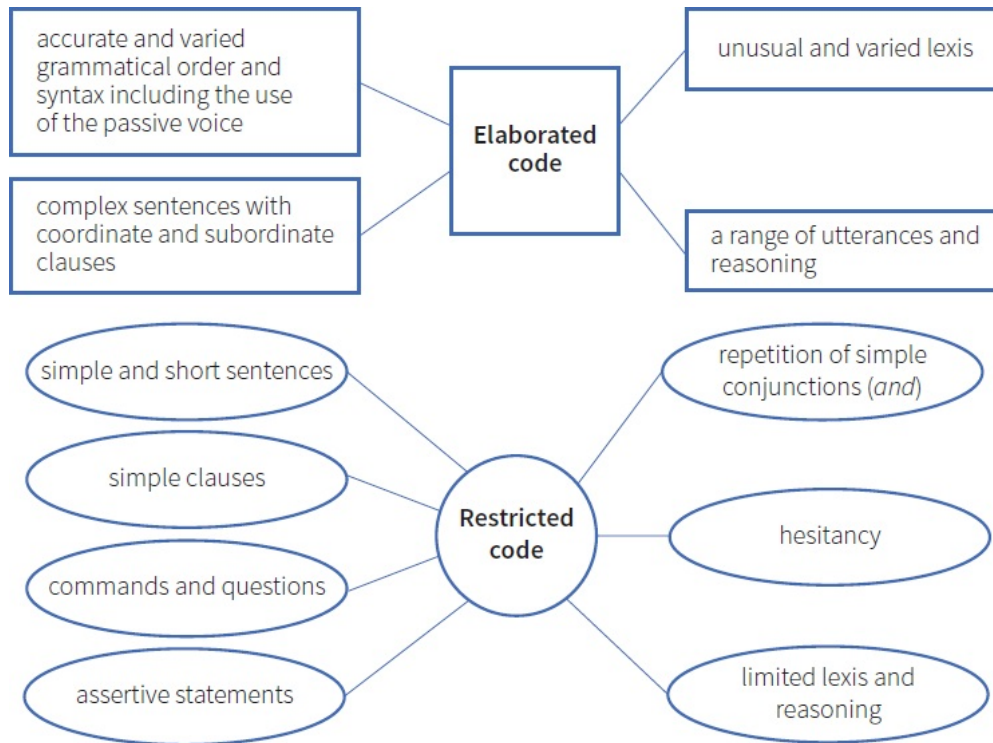 accurate and varied
grammatical order and
syntax including the use
of the passive voice
complex sentences with
coordinate and subordinate
clauses
Elaborated
code
unusual and varied lexis
a range of utterances and
reasoning
simple and short sentences
simple clauses
commands and questions
assertive statements
Restricted
code
repetition of simple
conjunctions (and)
hesitancy
limited lexis and
reasoning